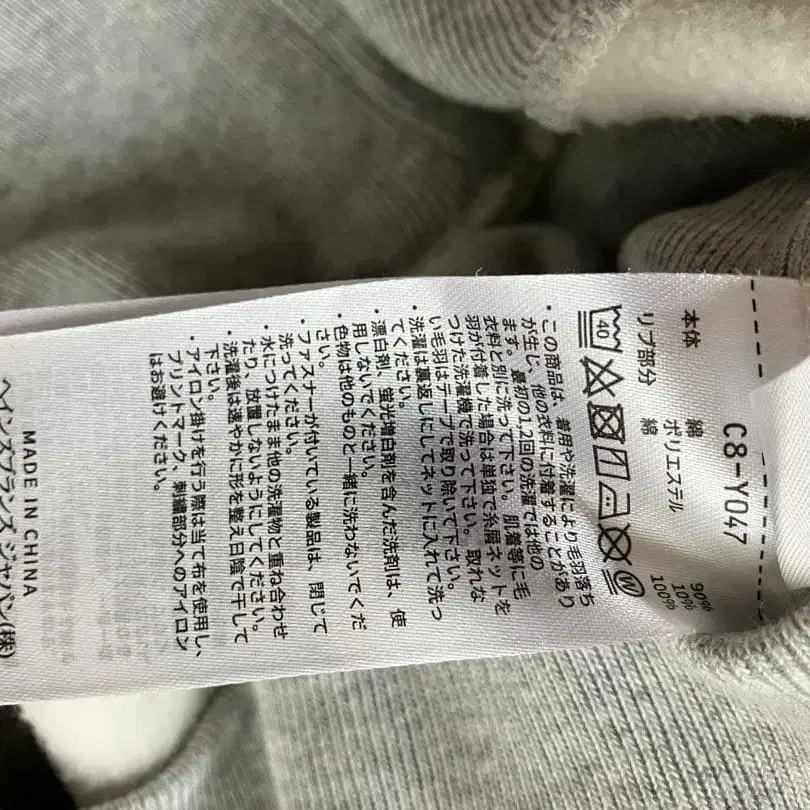 C8-Y047
本体 綿 90%
ポリエステル 10%
リブ部分 綿 100%
40
W
・この商品は、着用や洗濯により毛羽落ち
が生じ、他の衣料に付着することがあり
ます。最初の1,2回の洗濯では他の
衣料と別に洗って下さい。肌着等に毛
羽が付着した場合は単独で糸屑ネットを
つけた洗濯機で洗って下さい。取れな
い毛羽はテープで取り除いて下さい。
・洗濯は裏返しにしてネットに入れて洗っ
てください。
・漂白剤、蛍光増白剤を含んだ洗剤は、使
用しないでください。
・色物は他のものと一緒に洗わないでくだ
さい。
・ファスナーが付いている製品は、閉じて
洗ってください。
・水につけたまま他の洗濯物と重ね合わせ
たり、放置しないようにしてください。
・洗濯後は速やかに形を整え日陰で干して
下さい。
・アイロン掛けを行う際は当て布を使用し、
プリントマーク、刺繍部分へのアイロン
はお避けください。
MADE IN CHINA
ヘインズブランズ ジャパン(株)